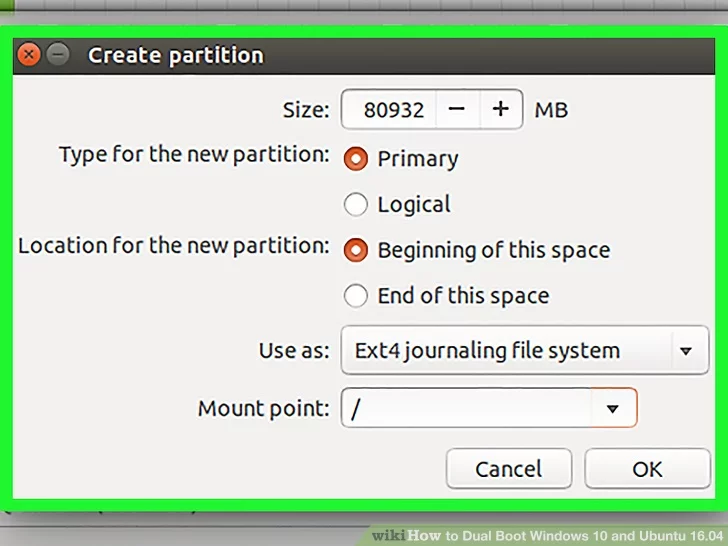 Create partition
Size: 80932 − + MB
Type for the new partition: Primary
Logical
Location for the new partition: Beginning of this space
End of this space
Use as: Ext4 journaling file system
Mount point: /
Cancel OK
wikiHow to Dual Boot Windows 10 and Ubuntu 16.04